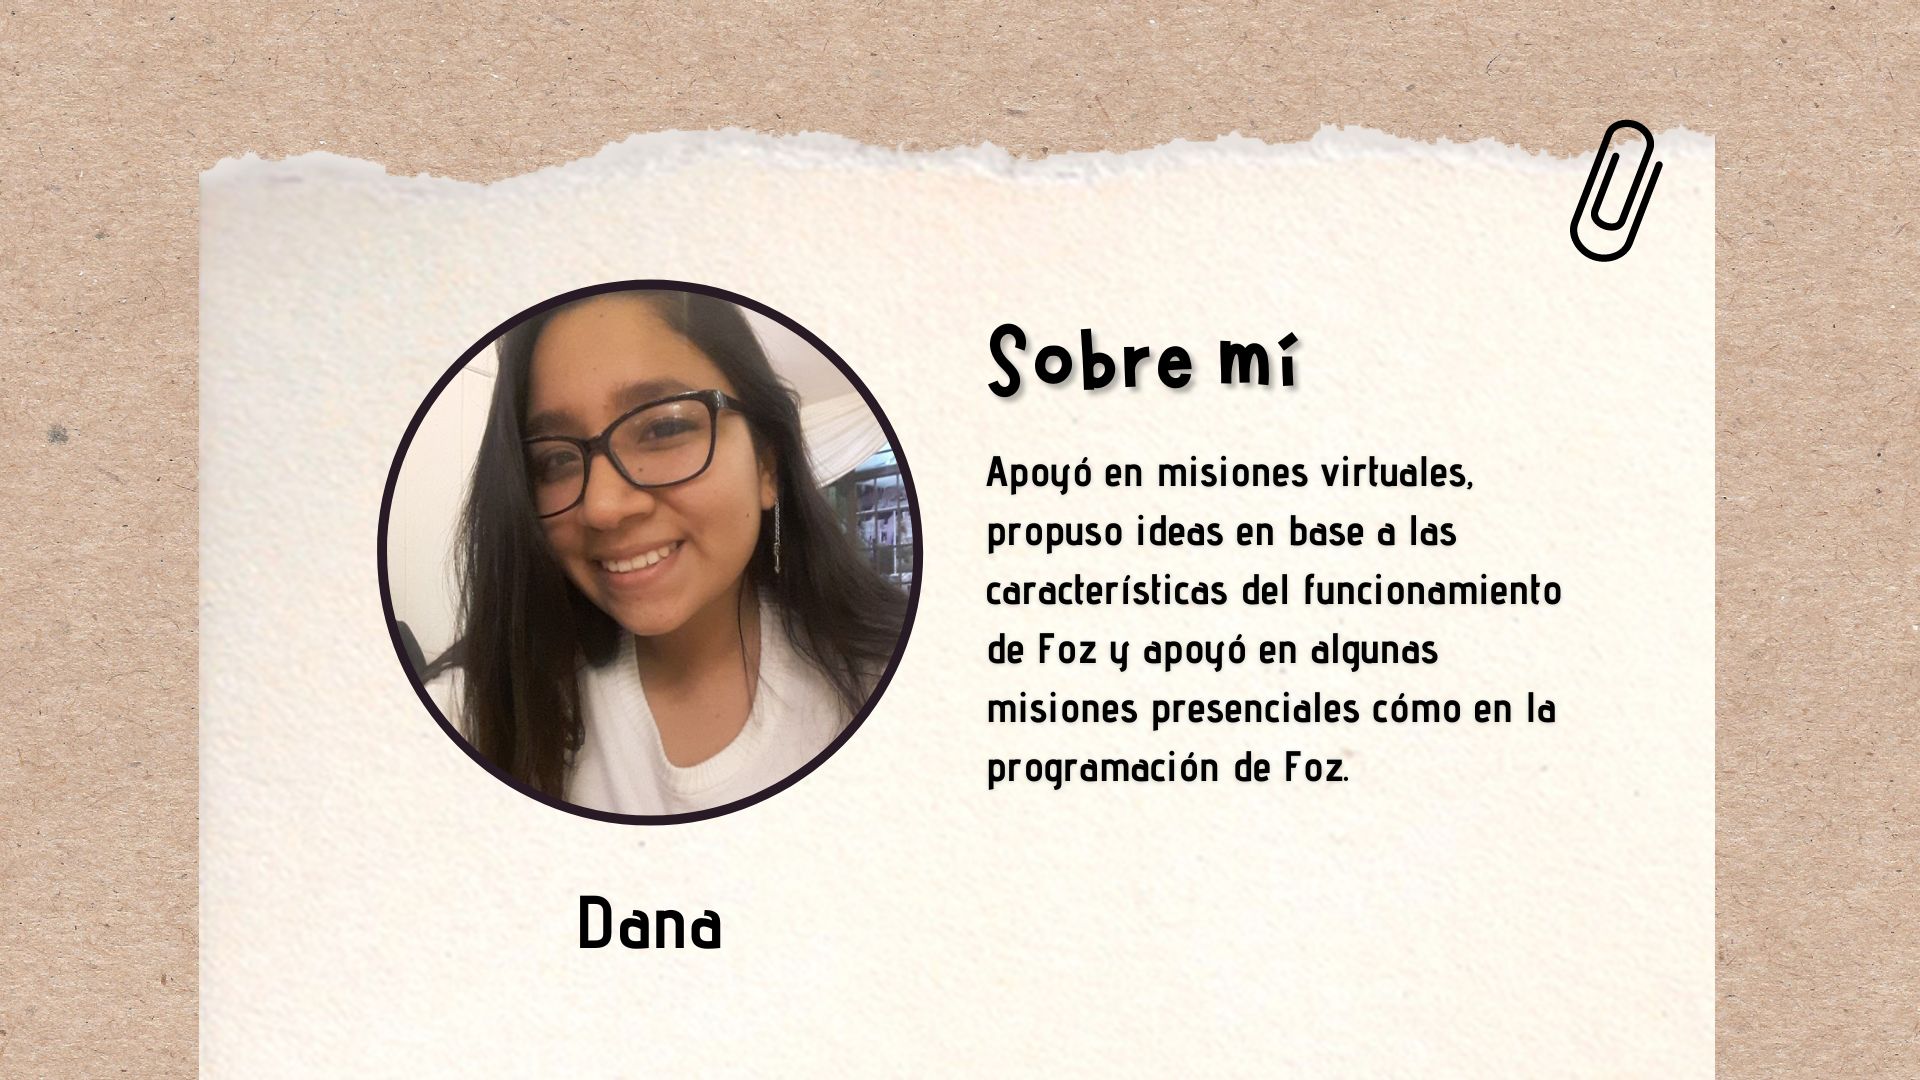 Sobre mí
Apoyó en misiones virtuales,
propuso ideas en base a las
características del funcionamiento
de Foz y apoyó en algunas
misiones presenciales cómo en la
programación de Foz.
Dana